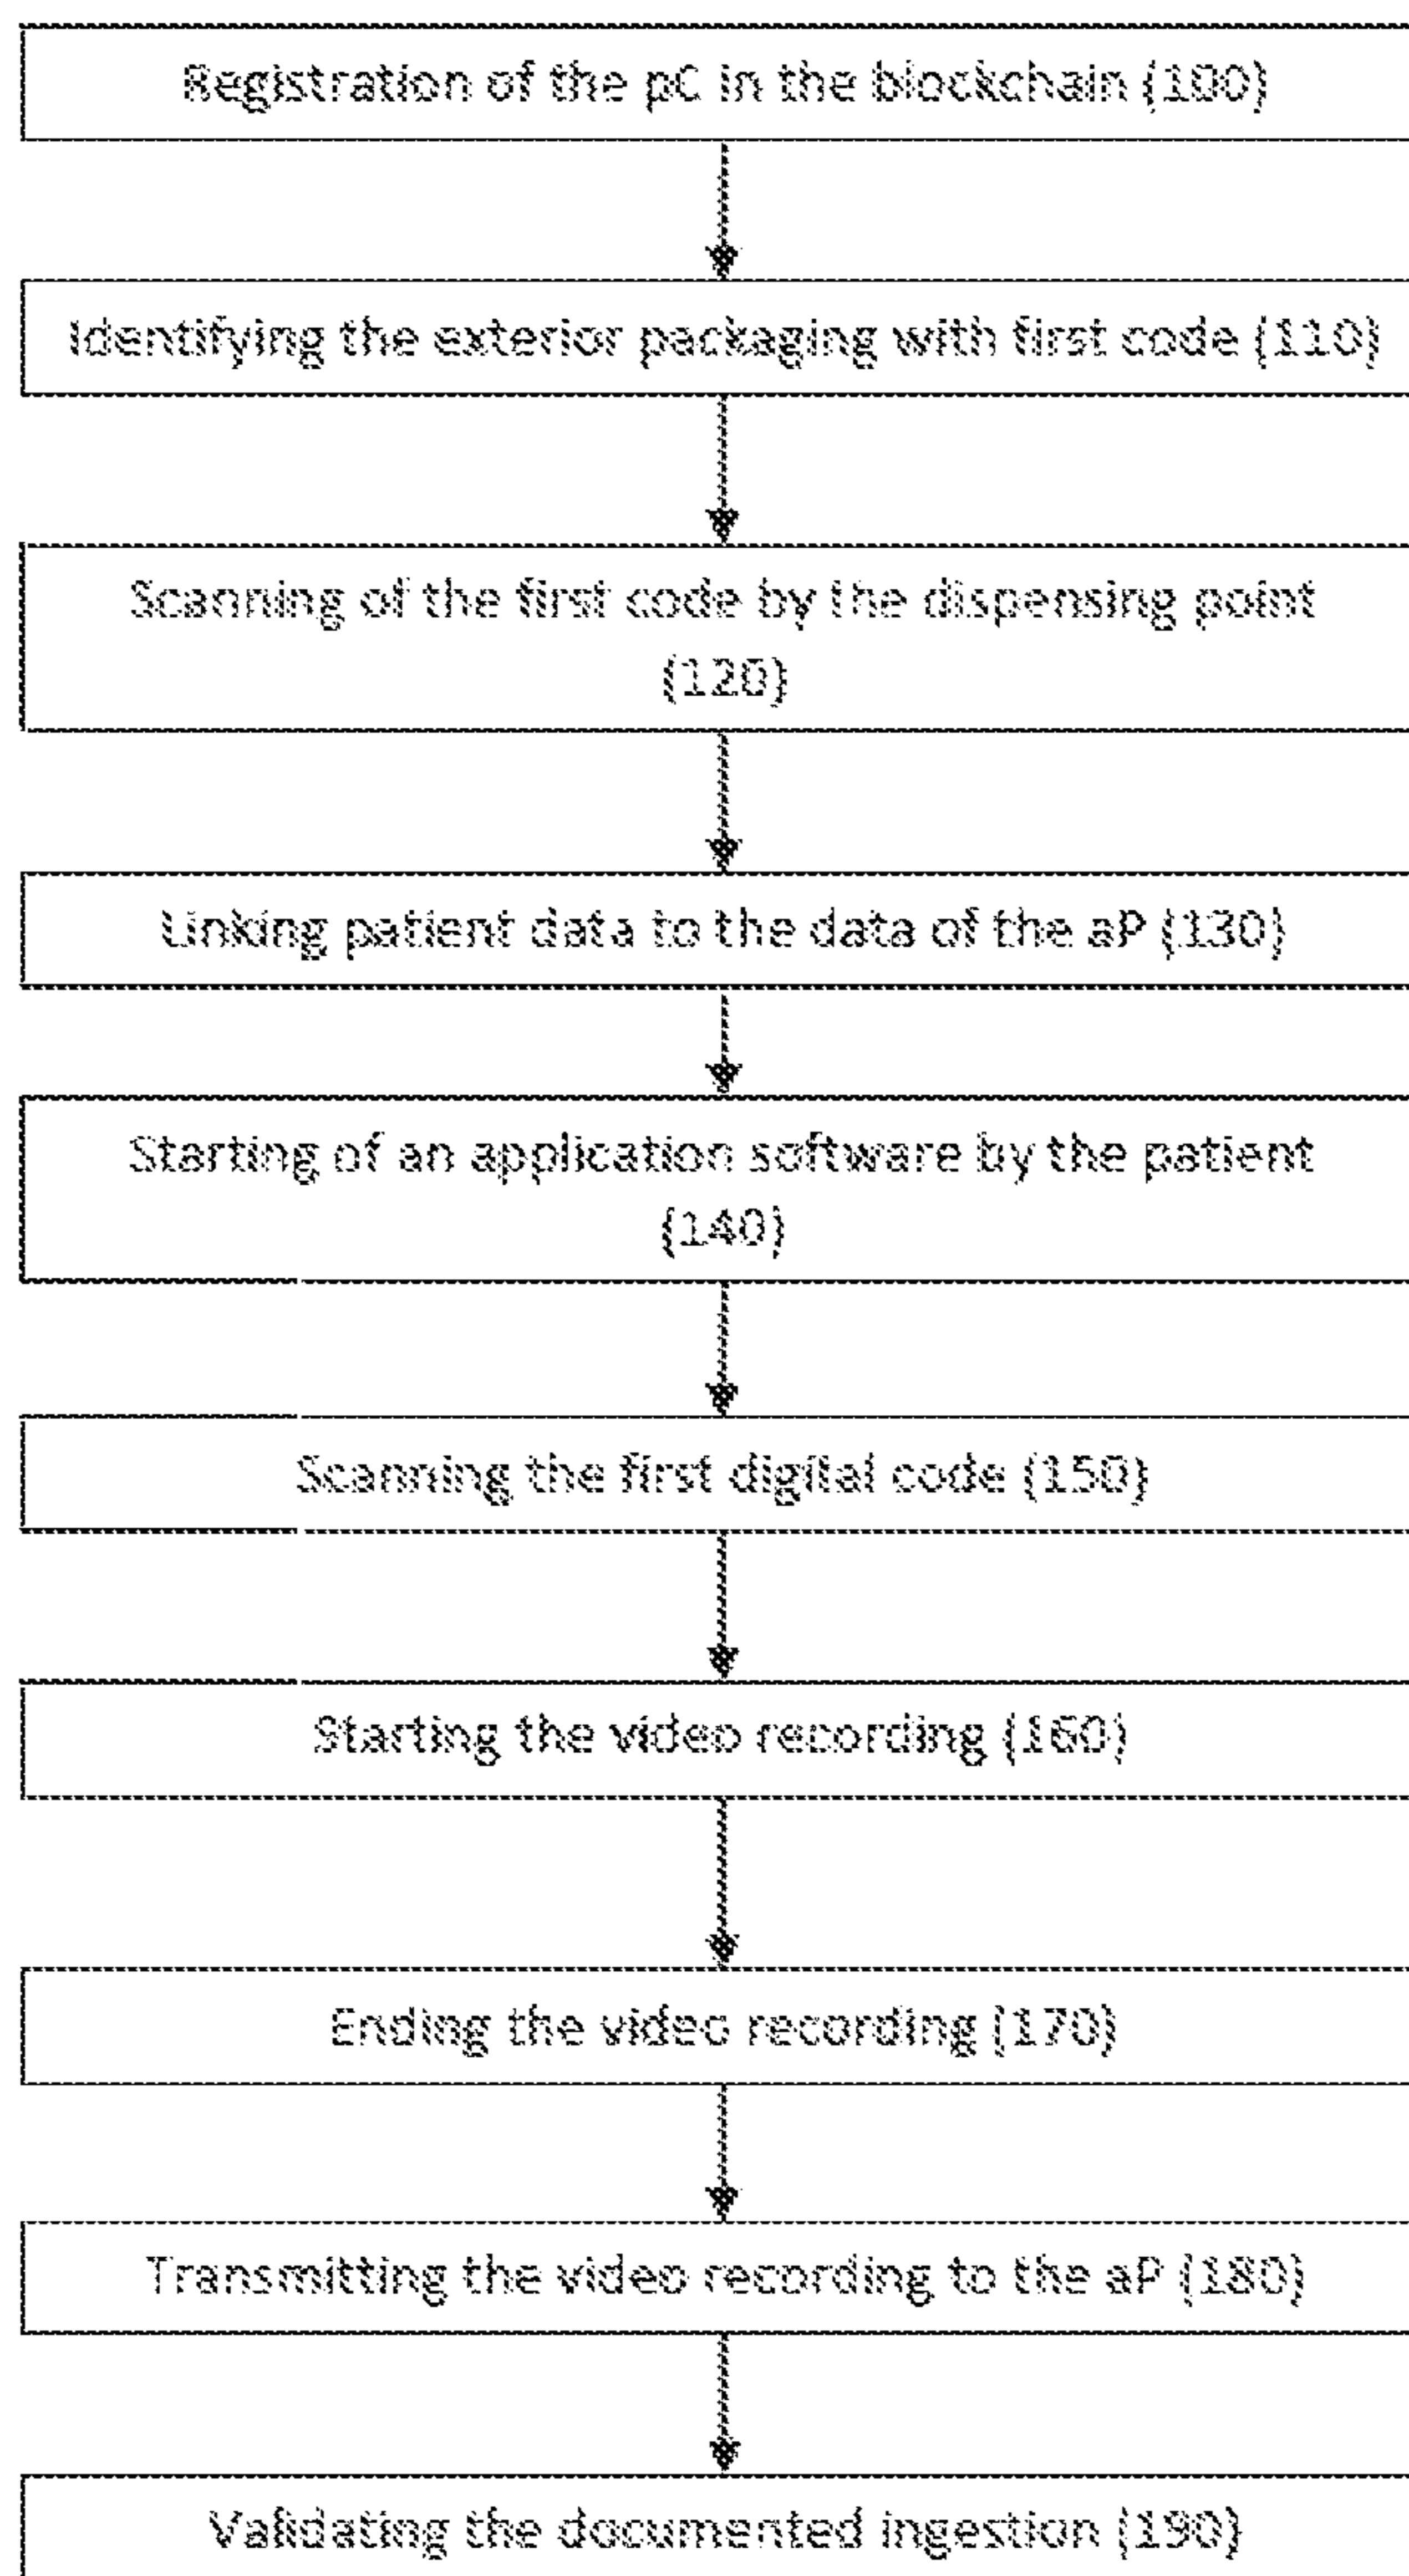 Registration of the pC in the blockchain (100)
Identifying the exterior packaging with first code (110)
Scanning of the first code by the dispensing point
(120)
Linking patient data to the data of the aP (130)
Starting of an application software by the patient
(140)
Scanning the first digital code (150)
Starting the video recording (160)
Ending the video recording (170)
Transmitting the video recording to the aP (180)
Validating the documented ingestion (190)